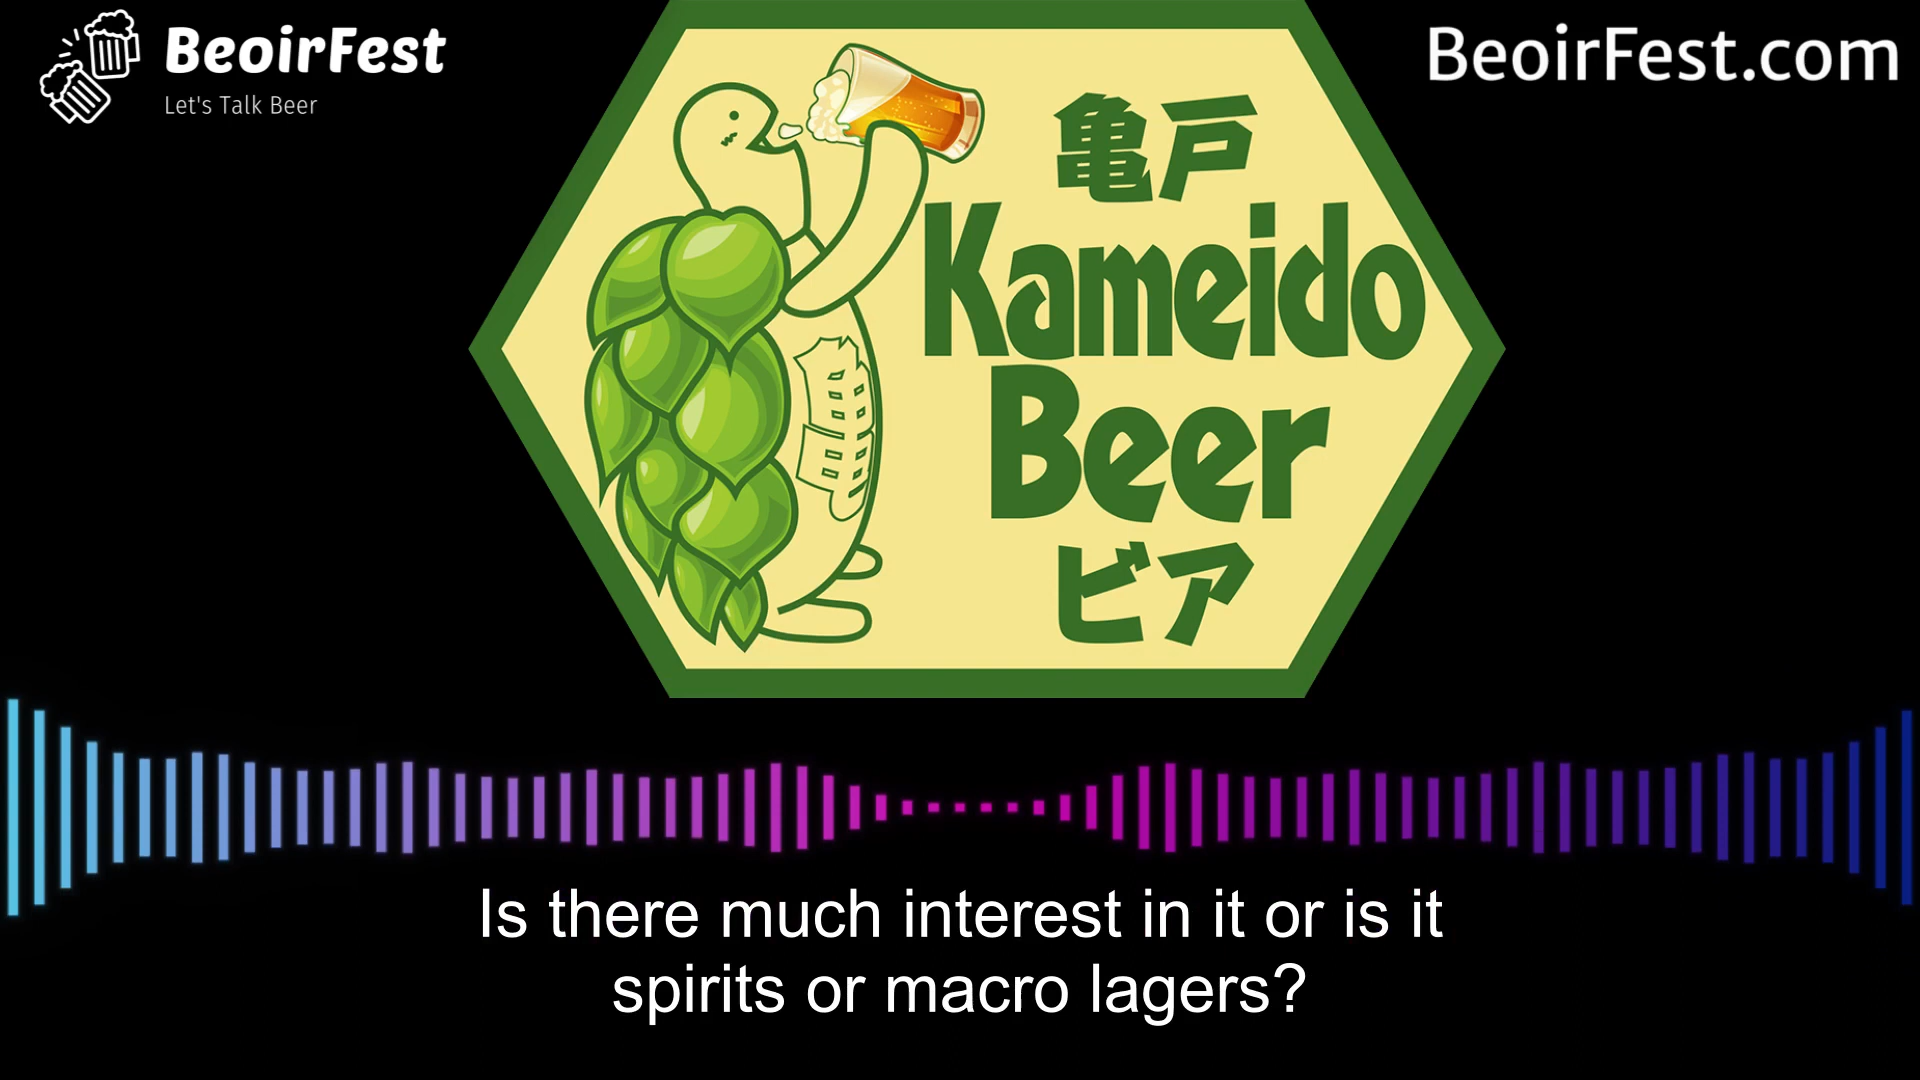 BeoirFest
Let's Talk Beer
BeoirFest.com
亀戸
Kameido
Beer
ビア
Is there much interest in it or is it
spirits or macro lagers?